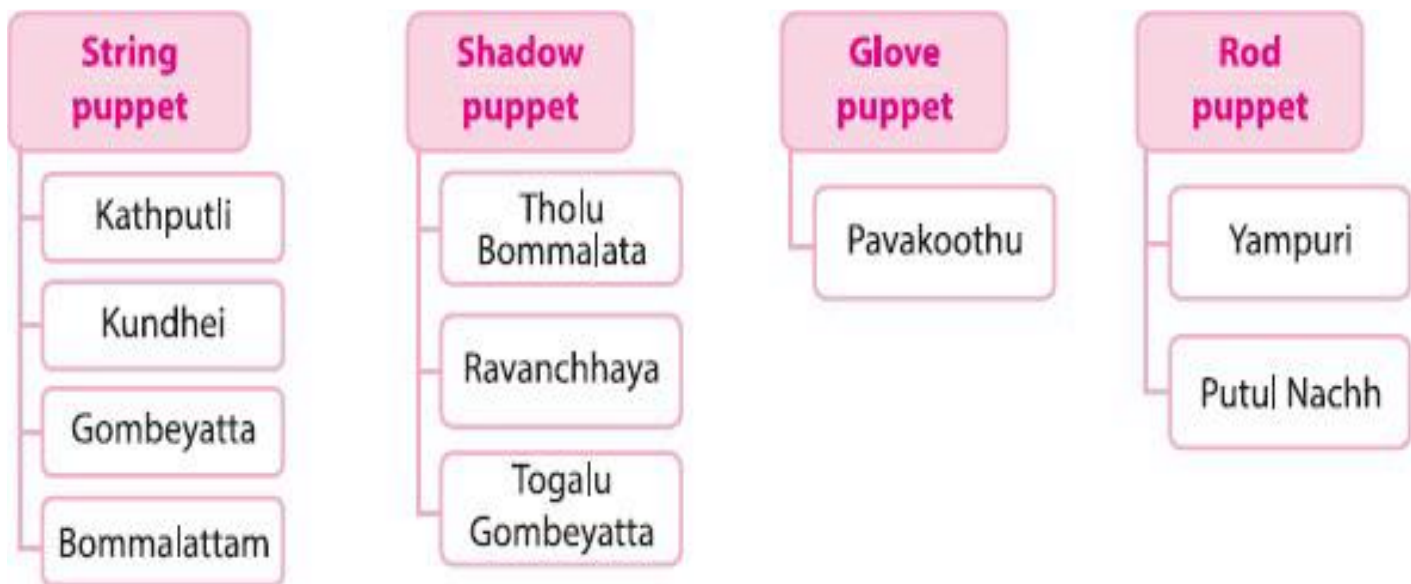 String
puppet
Kathputli
Kundhei
Gombeyatta
Bommalattam
Shadow
puppet
Tholu
Bommalata
Ravanchhaya
Togalu
Gombeyatta
Glove
puppet
Pavakoothu
Rod
puppet
Yampuri
Putul Nachh